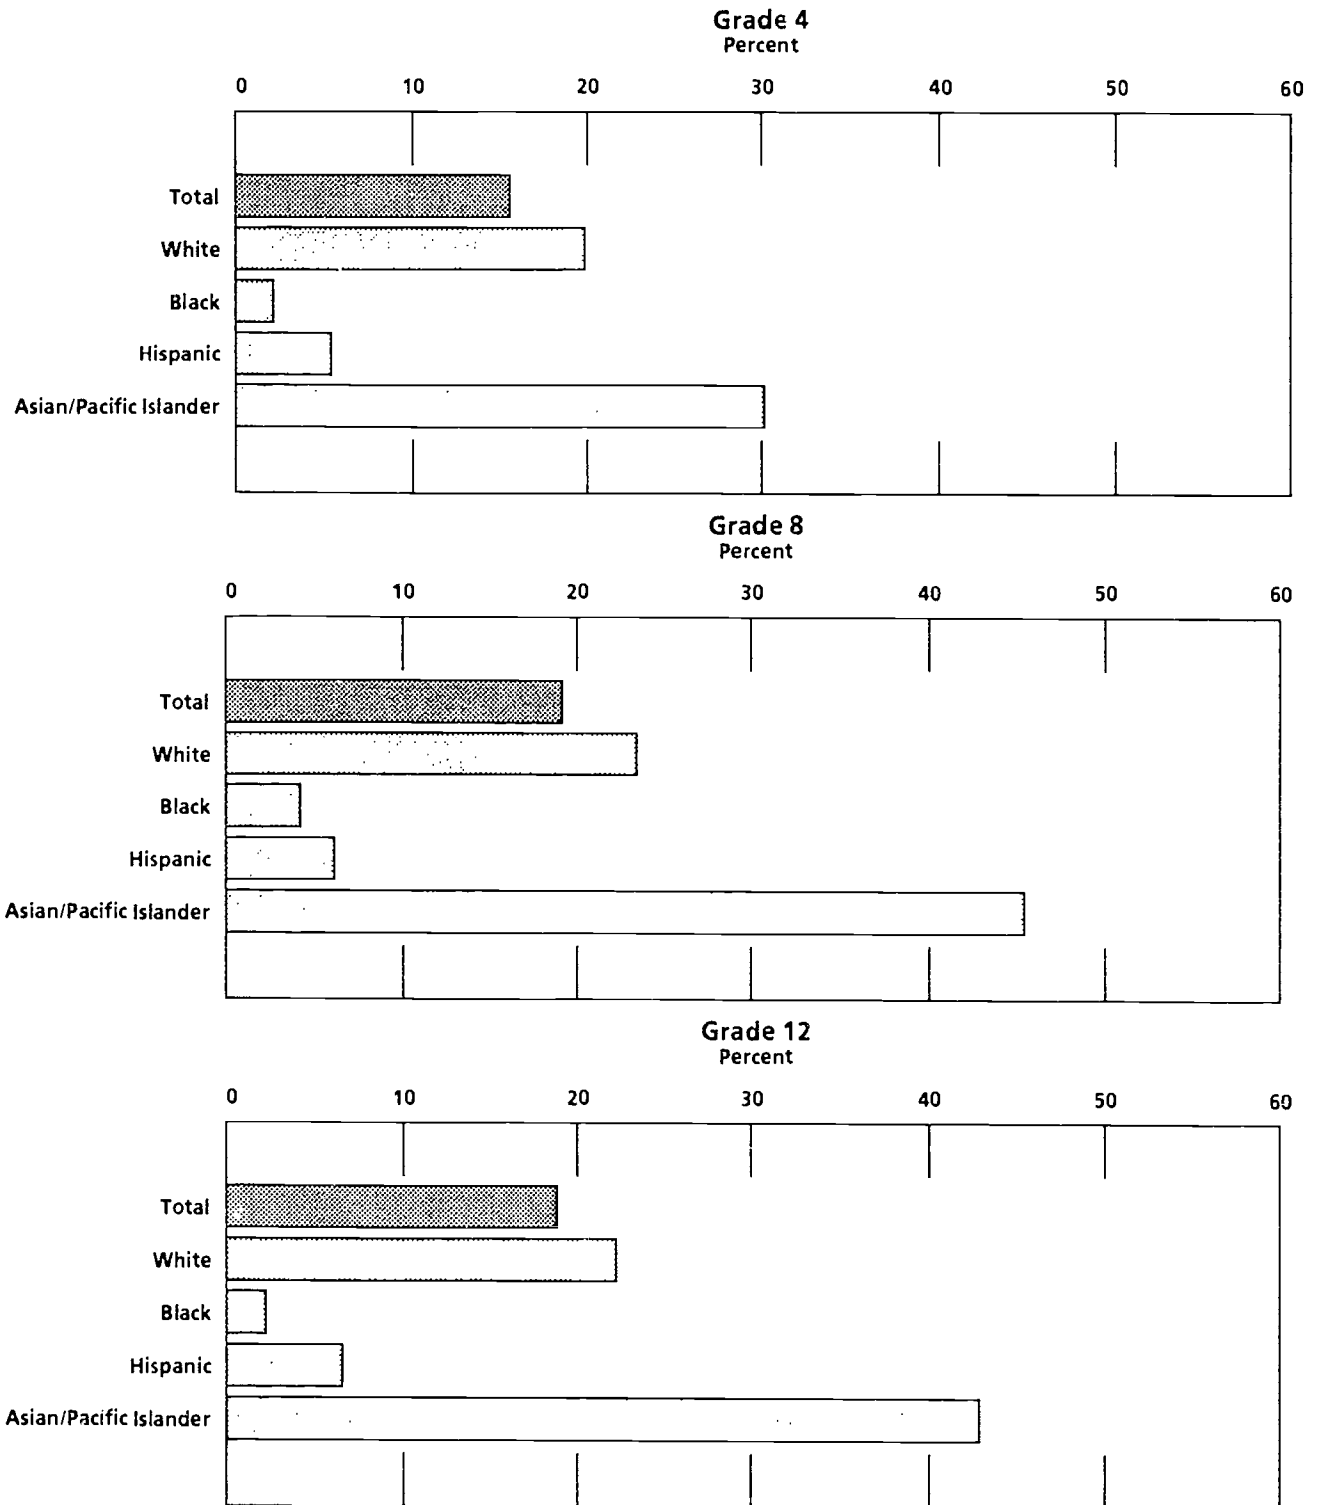 Grade 4
Percent
0 10 20 30 40 50 60
Total
White
Black
Hispanic
Asian/Pacific Islander
Grade 8
Percent
0 10 20 30 40 50 60
Total
White
Black
Hispanic
Asian/Pacific Islander
Grade 12
Percent
0 10 20 30 40 50 60
Total
White
Black
Hispanic
Asian/Pacific Islander